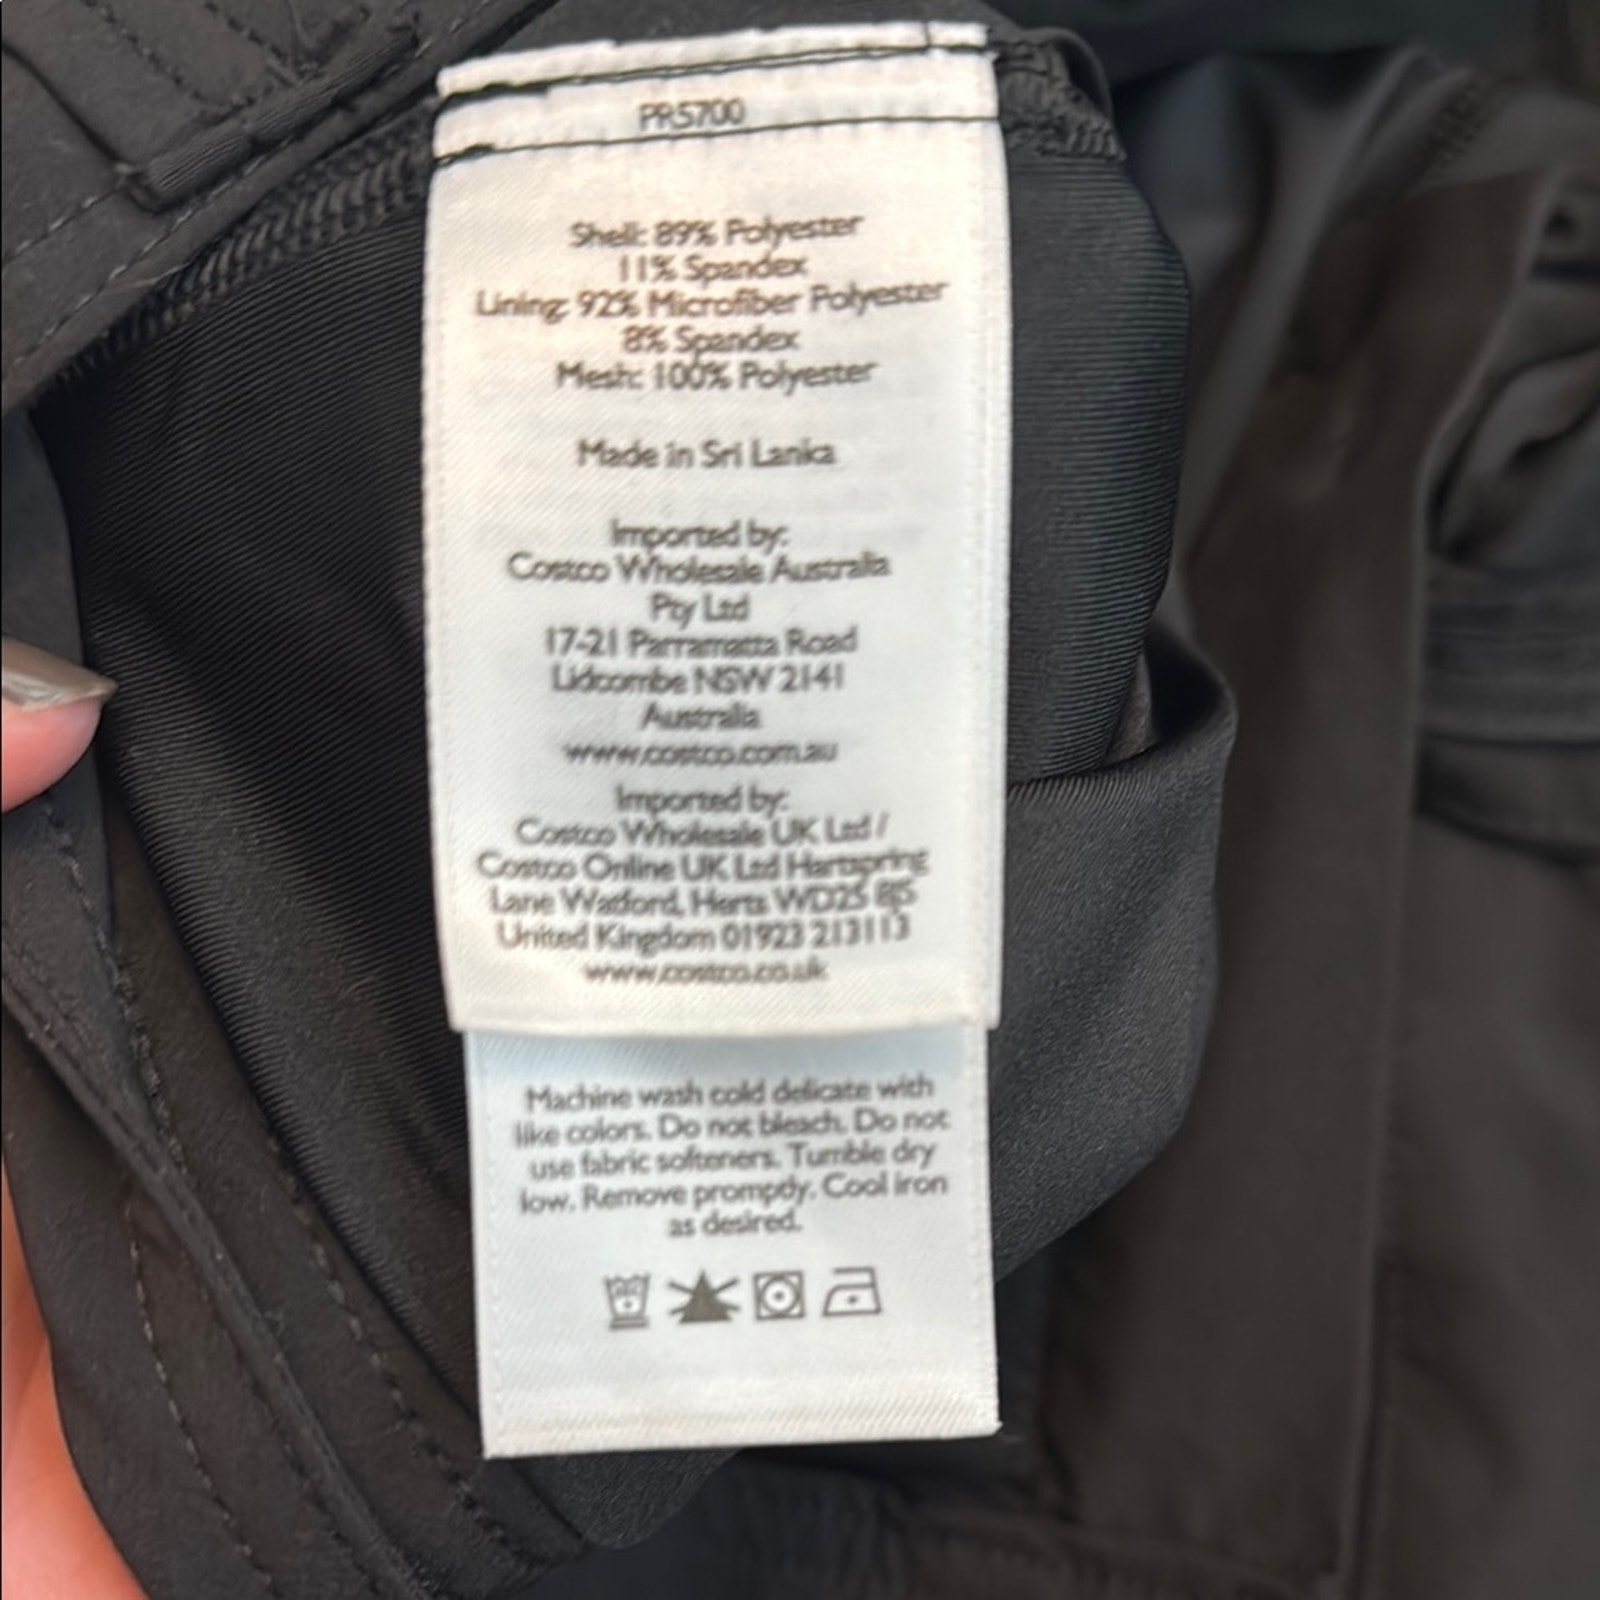 PR5700
Shell: 89% Polyester
11% Spandex
Lining: 92% Microfiber Polyester
8% Spandex
Mesh: 100% Polyester
Made in Sri Lanka
Imported by:
Costco Wholesale Australia
Pty Ltd
17-21 Parramatta Road
Lidcombe NSW 2141
Australia
www.costco.com.au
Imported by:
Costco Wholesale UK Ltd /
Costco Online UK Ltd Hartspring
Lane Watford, Herts WD25 8JS
United Kingdom 01923 213113
www.costco.co.uk
Machine wash cold delicate with
like colors. Do not bleach. Do not
use fabric softeners. Tumble dry
low. Remove promptly. Cool iron
as desired.